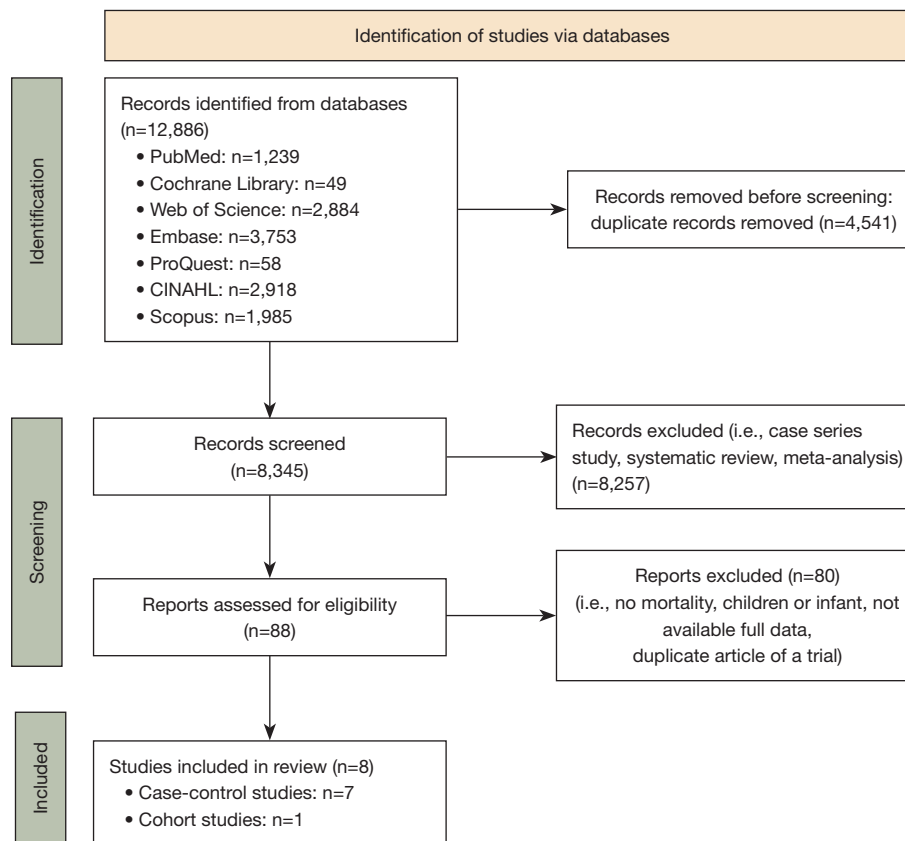 Identification of studies via databases
Identification
Records identified from databases
(n=12,886)
• PubMed: n=1,239
• Cochrane Library: n=49
• Web of Science: n=2,884
• Embase: n=3,753
• ProQuest: n=58
• CINAHL: n=2,918
• Scopus: n=1,985
Records removed before screening:
duplicate records removed (n=4,541)
Screening
Records screened
(n=8,345)
Records excluded (i.e., case series
study, systematic review, meta-analysis)
(n=8,257)
Reports assessed for eligibility
(n=88)
Reports excluded (n=80)
(i.e., no mortality, children or infant, not
available full data,
duplicate article of a trial)
Included
Studies included in review (n=8)
• Case-control studies: n=7
• Cohort studies: n=1